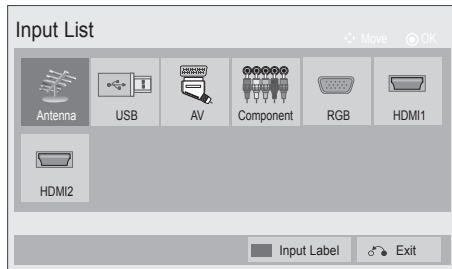 Input List
Move OK
Antenna USB AV Component RGB HDMI1
HDMI2
Input Label Exit